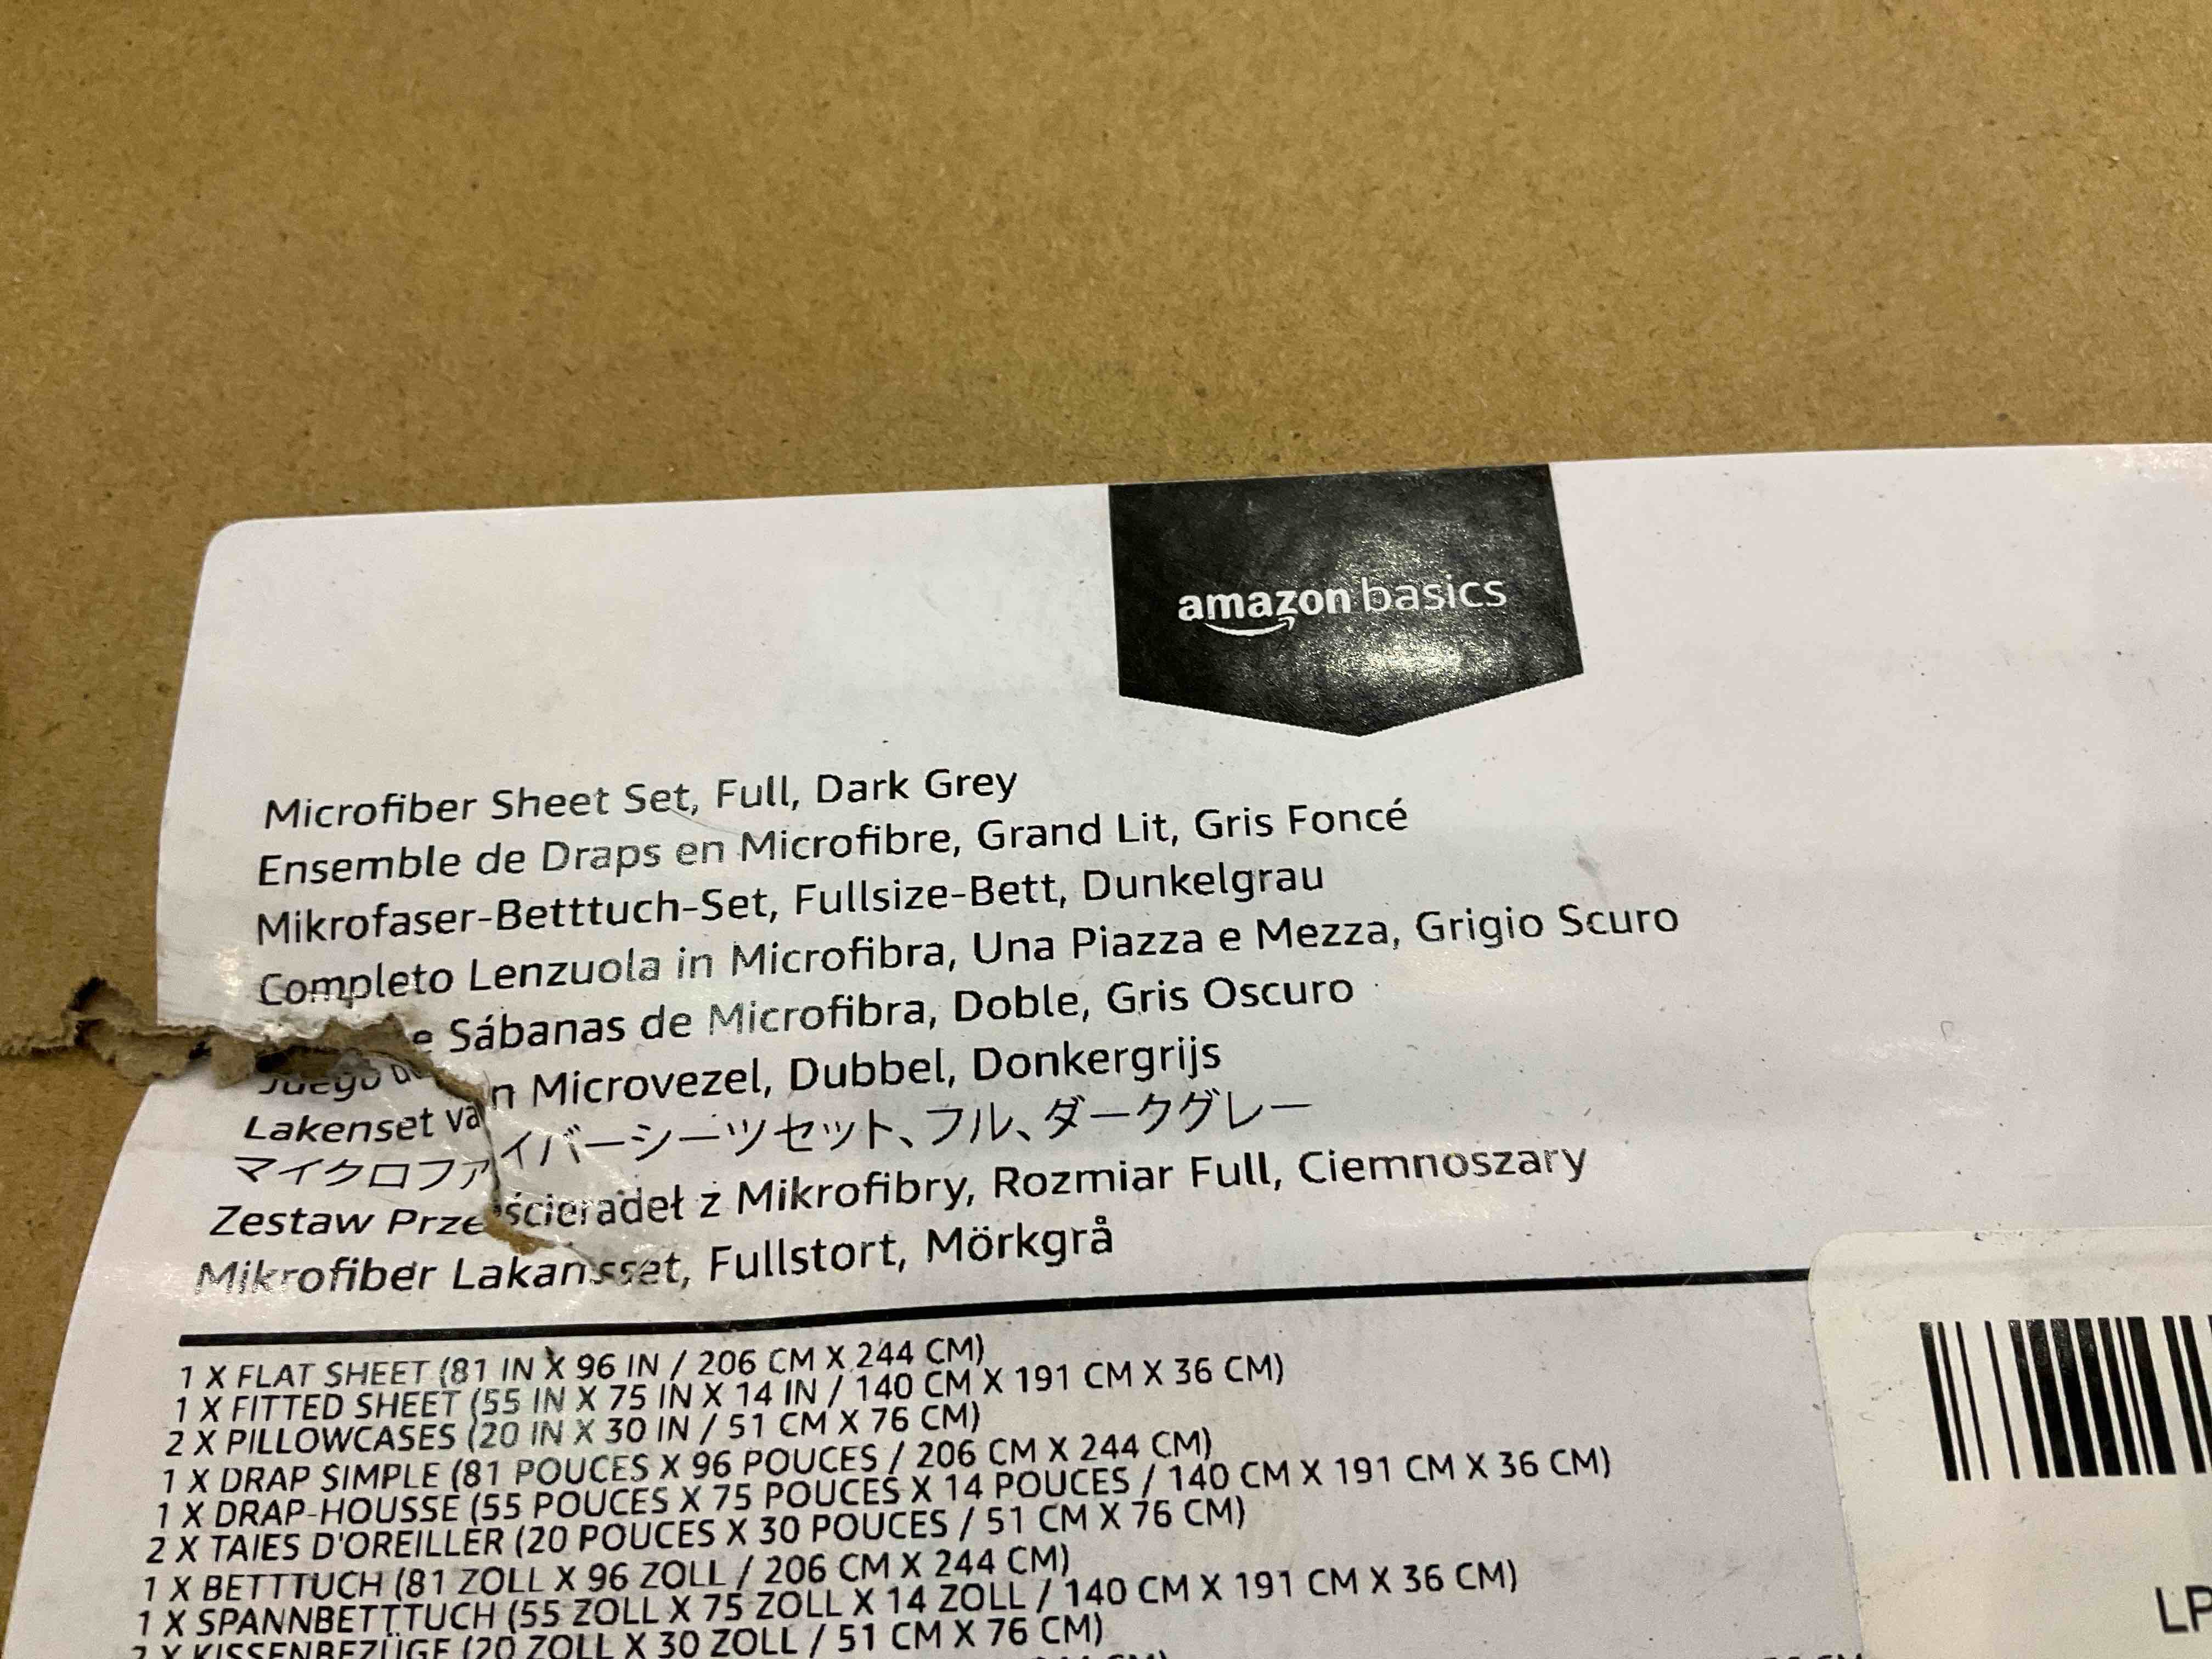 amazon basics
Microfiber Sheet Set, Full, Dark Grey
Ensemble de Draps en Microfibre, Grand Lit, Gris Foncé
Mikrofaser-Betttuch-Set, Fullsize-Bett, Dunkelgrau
Completo Lenzuola in Microfibra, Una Piazza e Mezza, Grigio Scuro
Juego de Sábanas de Microfibra, Doble, Gris Oscuro
Lakenset van Microvezel, Dubbel, Donkergrijs
マイクロファイバーシーツセット、フル、ダークグレー
Zestaw Prześcieradeł z Mikrofibry, Rozmiar Full, Ciemnoszary
Mikrofiber Lakansset, Fullstort, Mörkgrå
1 X FLAT SHEET (81 IN X 96 IN / 206 CM X 244 CM)
1 X FITTED SHEET (55 IN X 75 IN X 14 IN / 140 CM X 191 CM X 36 CM)
2 X PILLOWCASES (20 IN X 30 IN / 51 CM X 76 CM)
1 X DRAP SIMPLE (81 POUCES X 96 POUCES / 206 CM X 244 CM)
1 X DRAP-HOUSSE (55 POUCES X 75 POUCES X 14 POUCES / 140 CM X 191 CM X 36 CM)
2 X TAIES D'OREILLER (20 POUCES X 30 POUCES / 51 CM X 76 CM)
1 X BETTTUCH (81 ZOLL X 96 ZOLL / 206 CM X 244 CM)
1 X SPANNBETTTUCH (55 ZOLL X 75 ZOLL X 14 ZOLL / 140 CM X 191 CM X 36 CM)
2 X KISSENBEZÜGE (20 ZOLL X 30 ZOLL / 51 CM X 76 CM)
LP